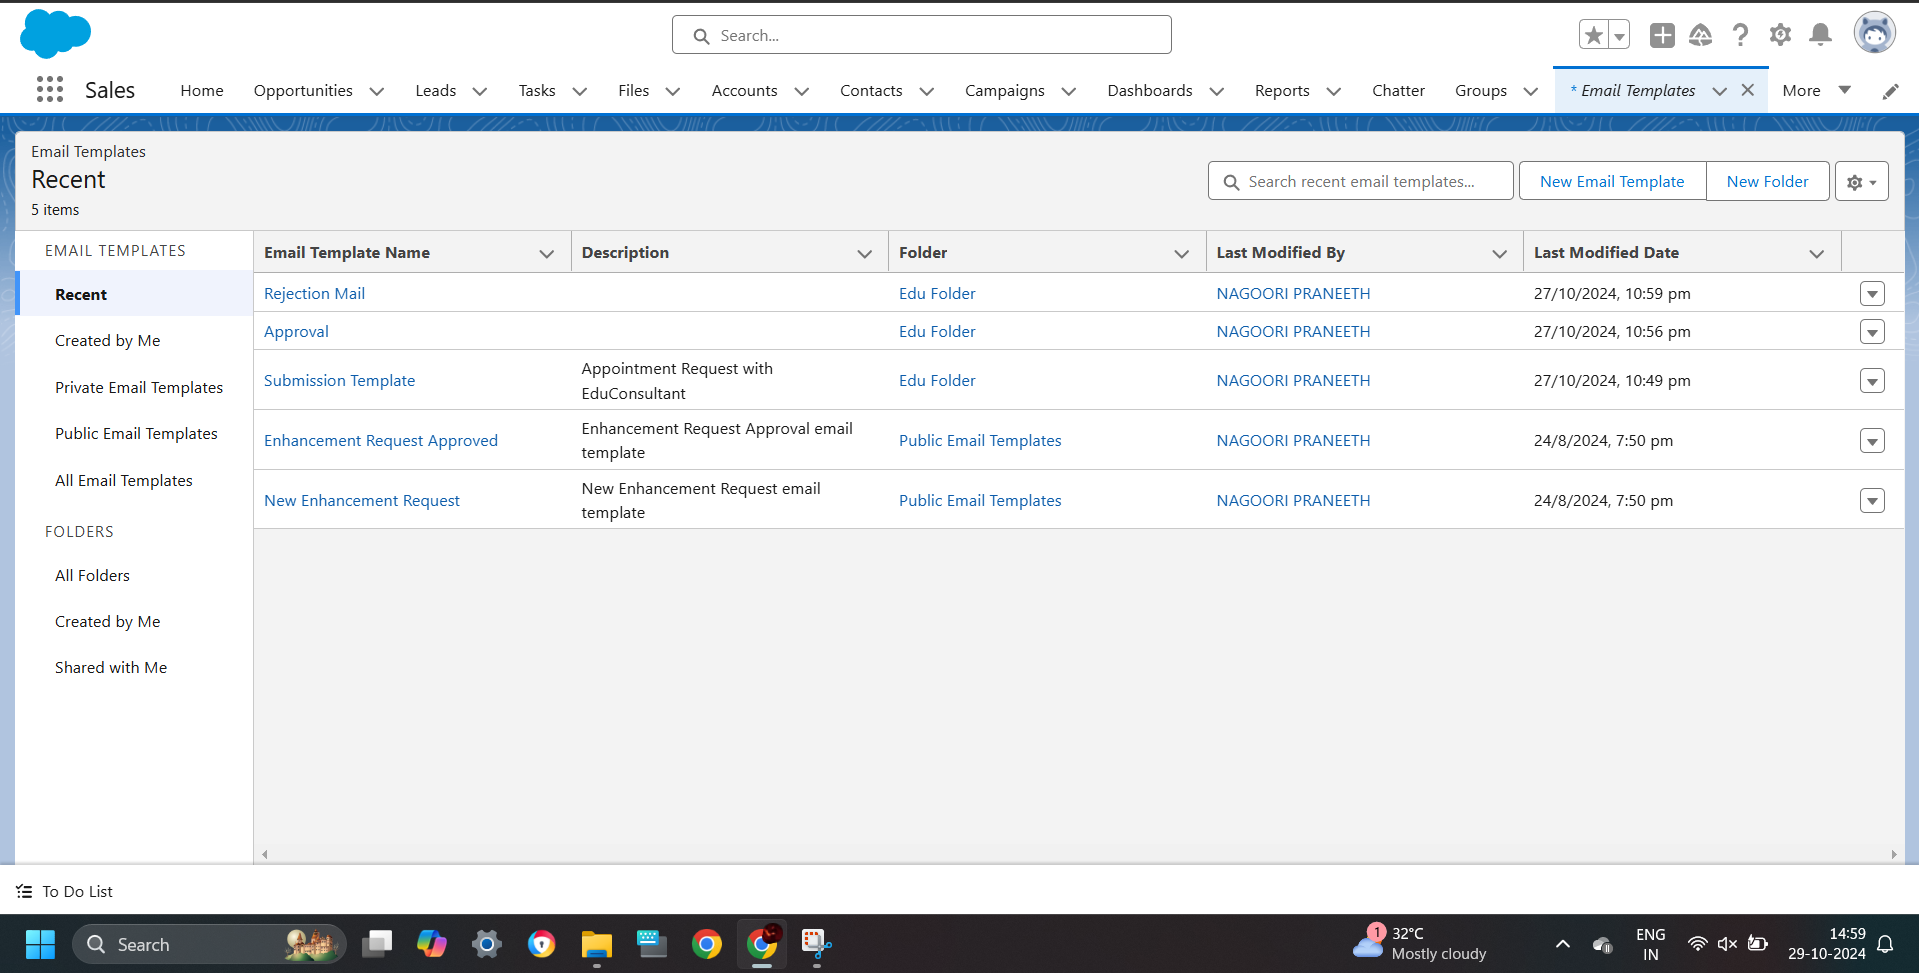 Search...
Sales
Home
Opportunities
Leads
Tasks
Files
Accounts
Contacts
Campaigns
Dashboards
Reports
Chatter
Groups
* Email Templates
More
Email Templates
Recent
5 items
Search recent email templates...
New Email Template
New Folder
EMAIL TEMPLATES
Recent
Created by Me
Private Email Templates
Public Email Templates
All Email Templates
FOLDERS
All Folders
Created by Me
Shared with Me
Email Template Name Description Folder Last Modified By Last Modified Date
Rejection Mail Edu Folder NAGOORI PRANEETH 27/10/2024, 10:59 pm
Approval Edu Folder NAGOORI PRANEETH 27/10/2024, 10:56 pm
Submission Template Appointment Request with EduConsultant Edu Folder NAGOORI PRANEETH 27/10/2024, 10:49 pm
Enhancement Request Approved Enhancement Request Approval email template Public Email Templates NAGOORI PRANEETH 24/8/2024, 7:50 pm
New Enhancement Request New Enhancement Request email template Public Email Templates NAGOORI PRANEETH 24/8/2024, 7:50 pm
To Do List
Search
1
32°C
Mostly cloudy
ENG
IN
14:59
29-10-2024